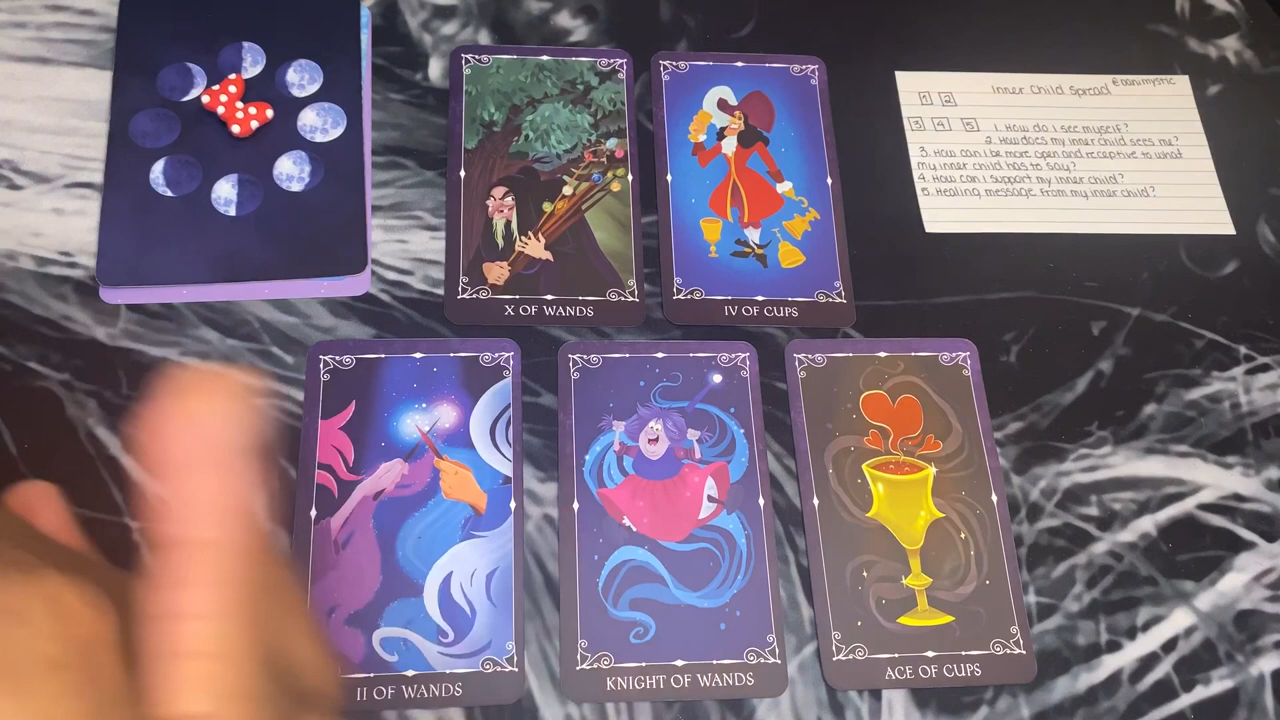 X OF WANDS
IV OF CUPS
Inner Child Spread @danimystic
1 2
3 4 5 1. How do I see myself?
2. How does my inner child see me?
3. How can I be more open and receptive to what
my inner child has to say?
4. How can I support my inner child?
5. Healing message from my inner child?
II OF WANDS
KNIGHT OF WANDS
ACE OF CUPS